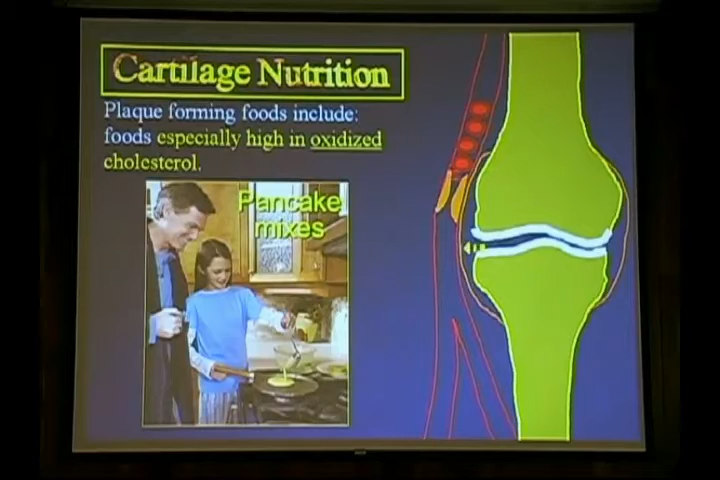 Cartilage Nutrition
Plaque forming foods include:
foods especially high in oxidized
cholesterol.
Pancake
mixes